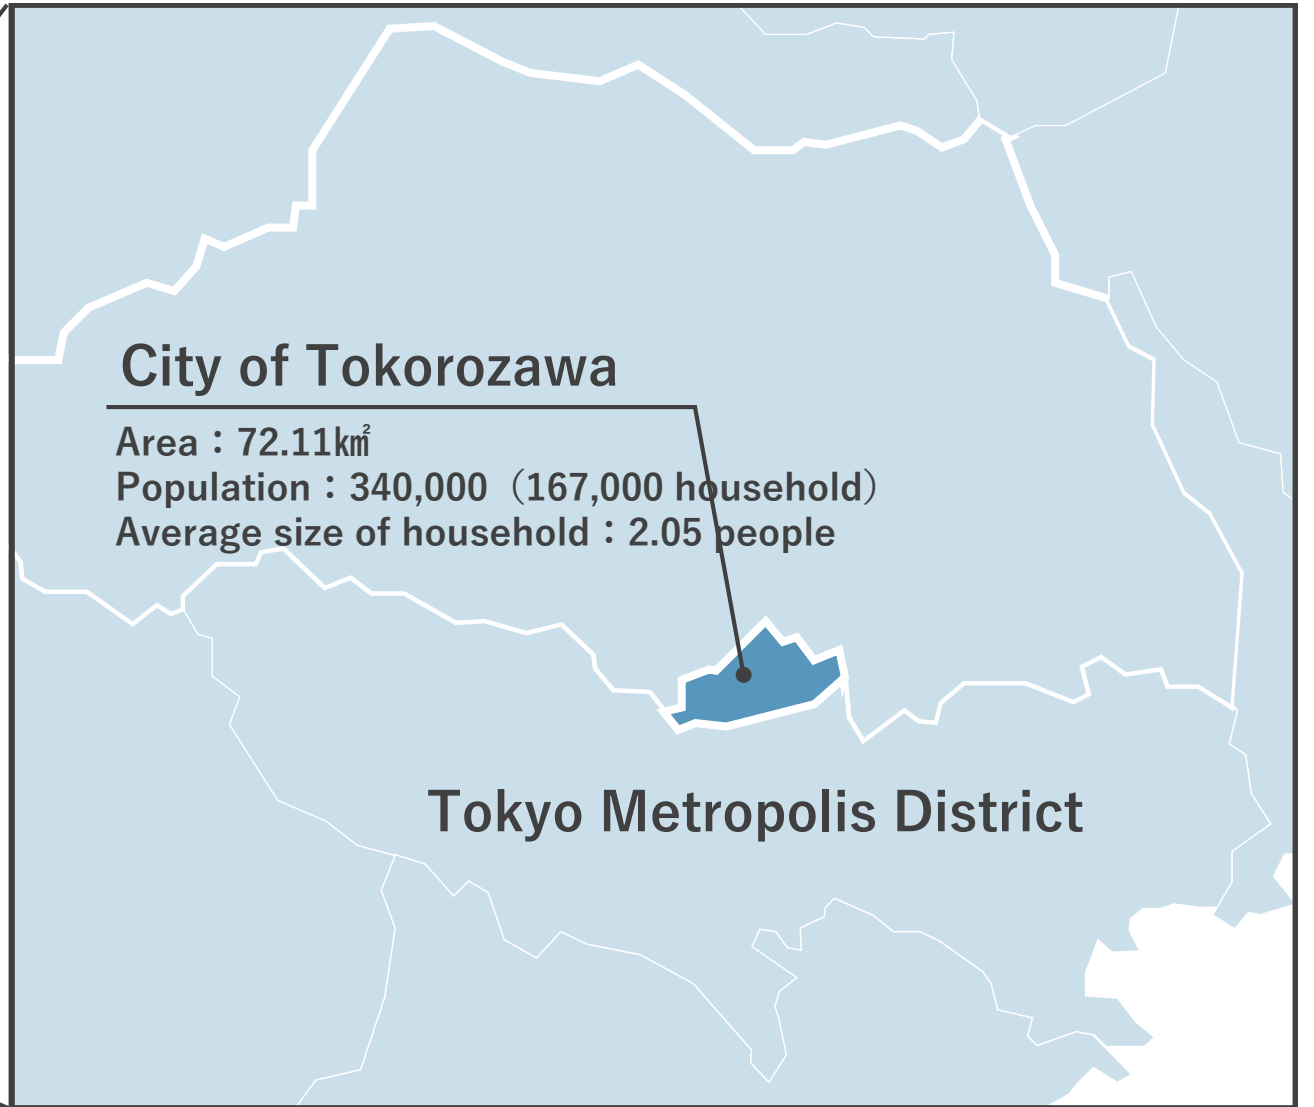 City of Tokorozawa
Area：72.11㎢
Population：340,000（167,000 household）
Average size of household：2.05 people
Tokyo Metropolis District